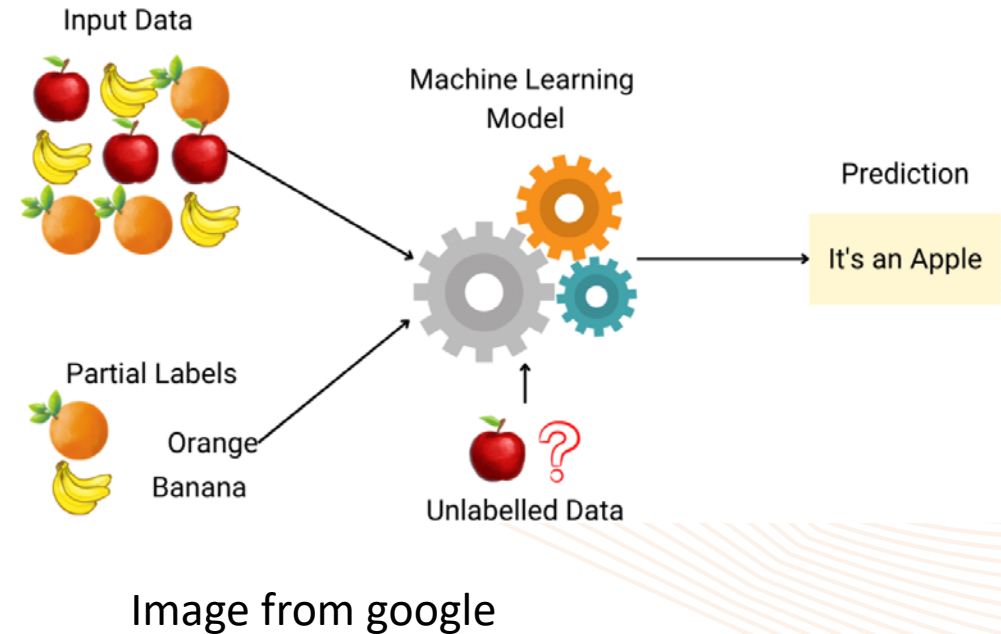 Input Data
Machine Learning
Model
Prediction
It's an Apple
Partial Labels
Orange
Banana
Unlabelled Data
Image from google